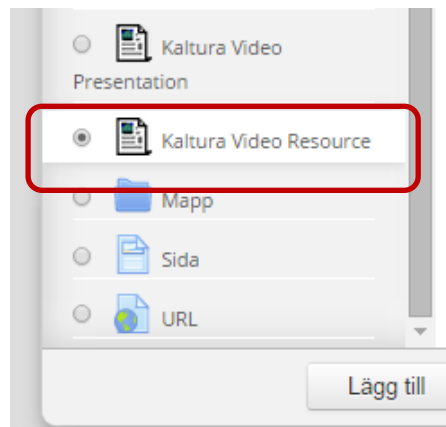 Kaltura Video
Presentation
Kaltura Video Resource
Mapp
Sida
URL
Lägg till